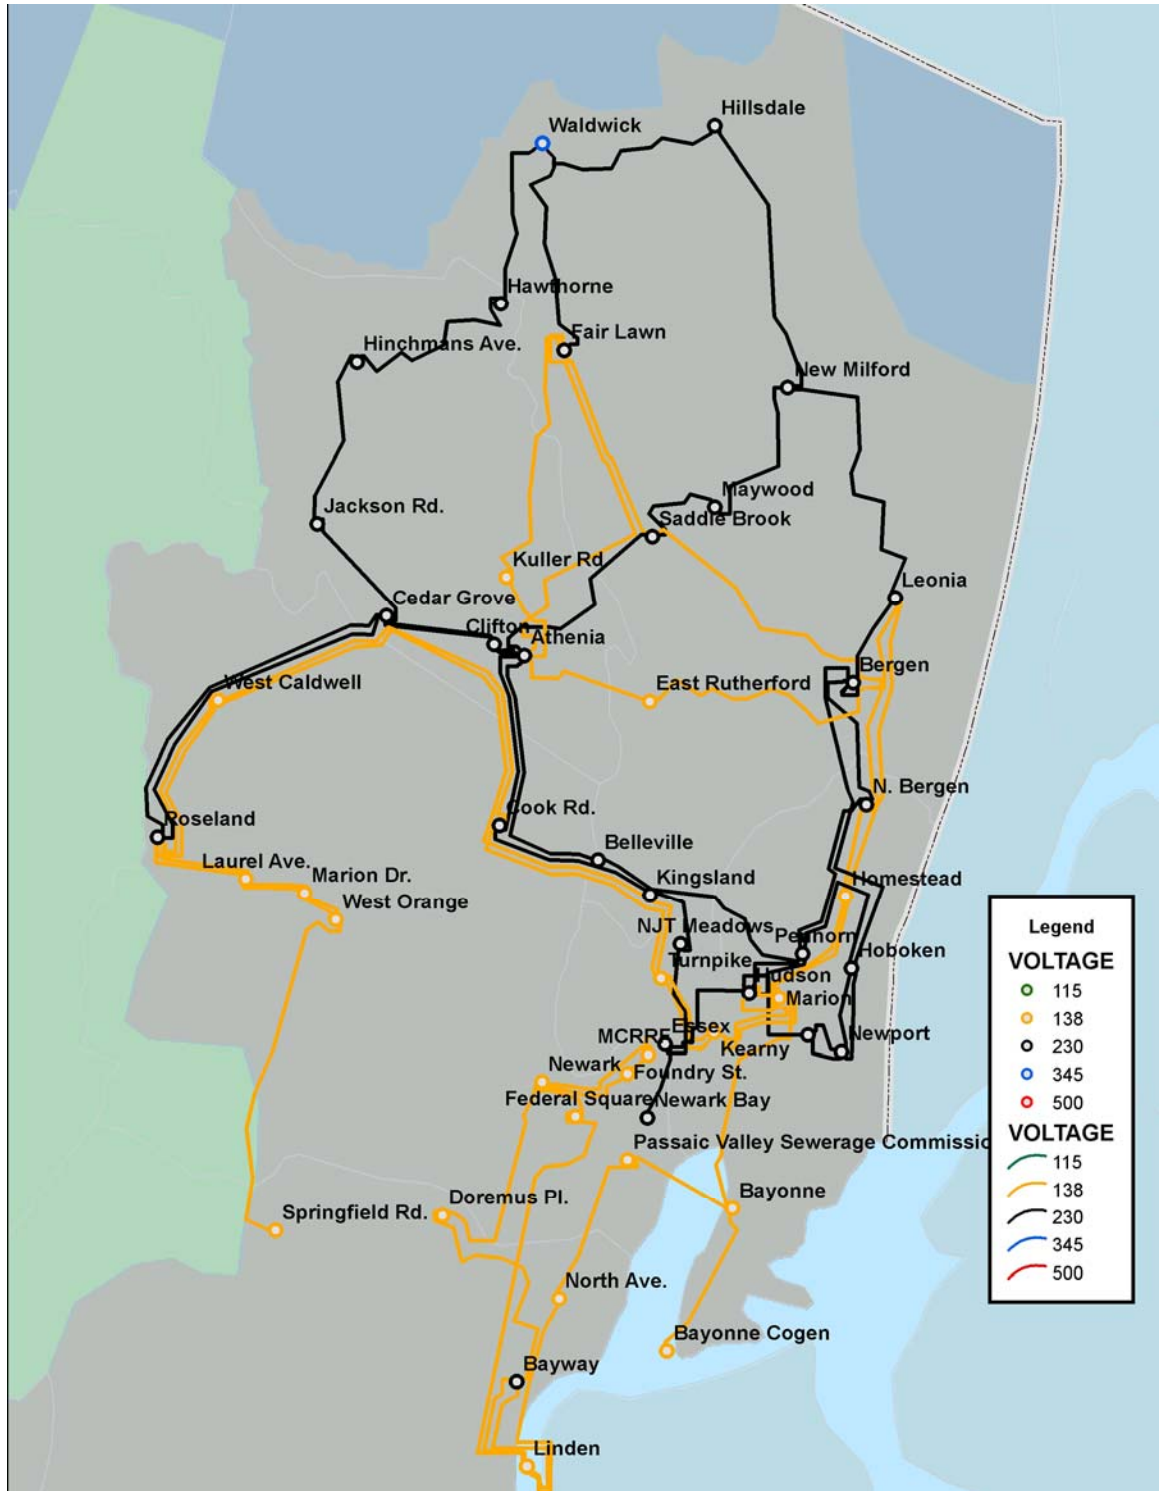 Hillsdale
Waldwick
Hawthorne
Fair Lawn
Hinchmans Ave.
New Milford
Maywood
Jackson Rd.
Saddle Brook
Kuller Rd
Leonia
Cedar Grove
Clifton
Athenia
Bergen
West Caldwell
East Rutherford
N. Bergen
Cook Rd.
Roseland
Belleville
Laurel Ave.
Marion Dr.
Kingsland
Homestead
West Orange
NJT Meadows
Penhorn
Hoboken
Turnpike
Hudson
Marion
Essex
MCRRF
Kearny
Newport
Newark
Foundry St.
Federal Square
Newark Bay
Passaic Valley Sewerage Commissio
Doremus Pl.
Bayonne
Springfield Rd.
North Ave.
Bayonne Cogen
Bayway
Linden
Legend
VOLTAGE
115
138
230
345
500
VOLTAGE
115
138
230
345
500